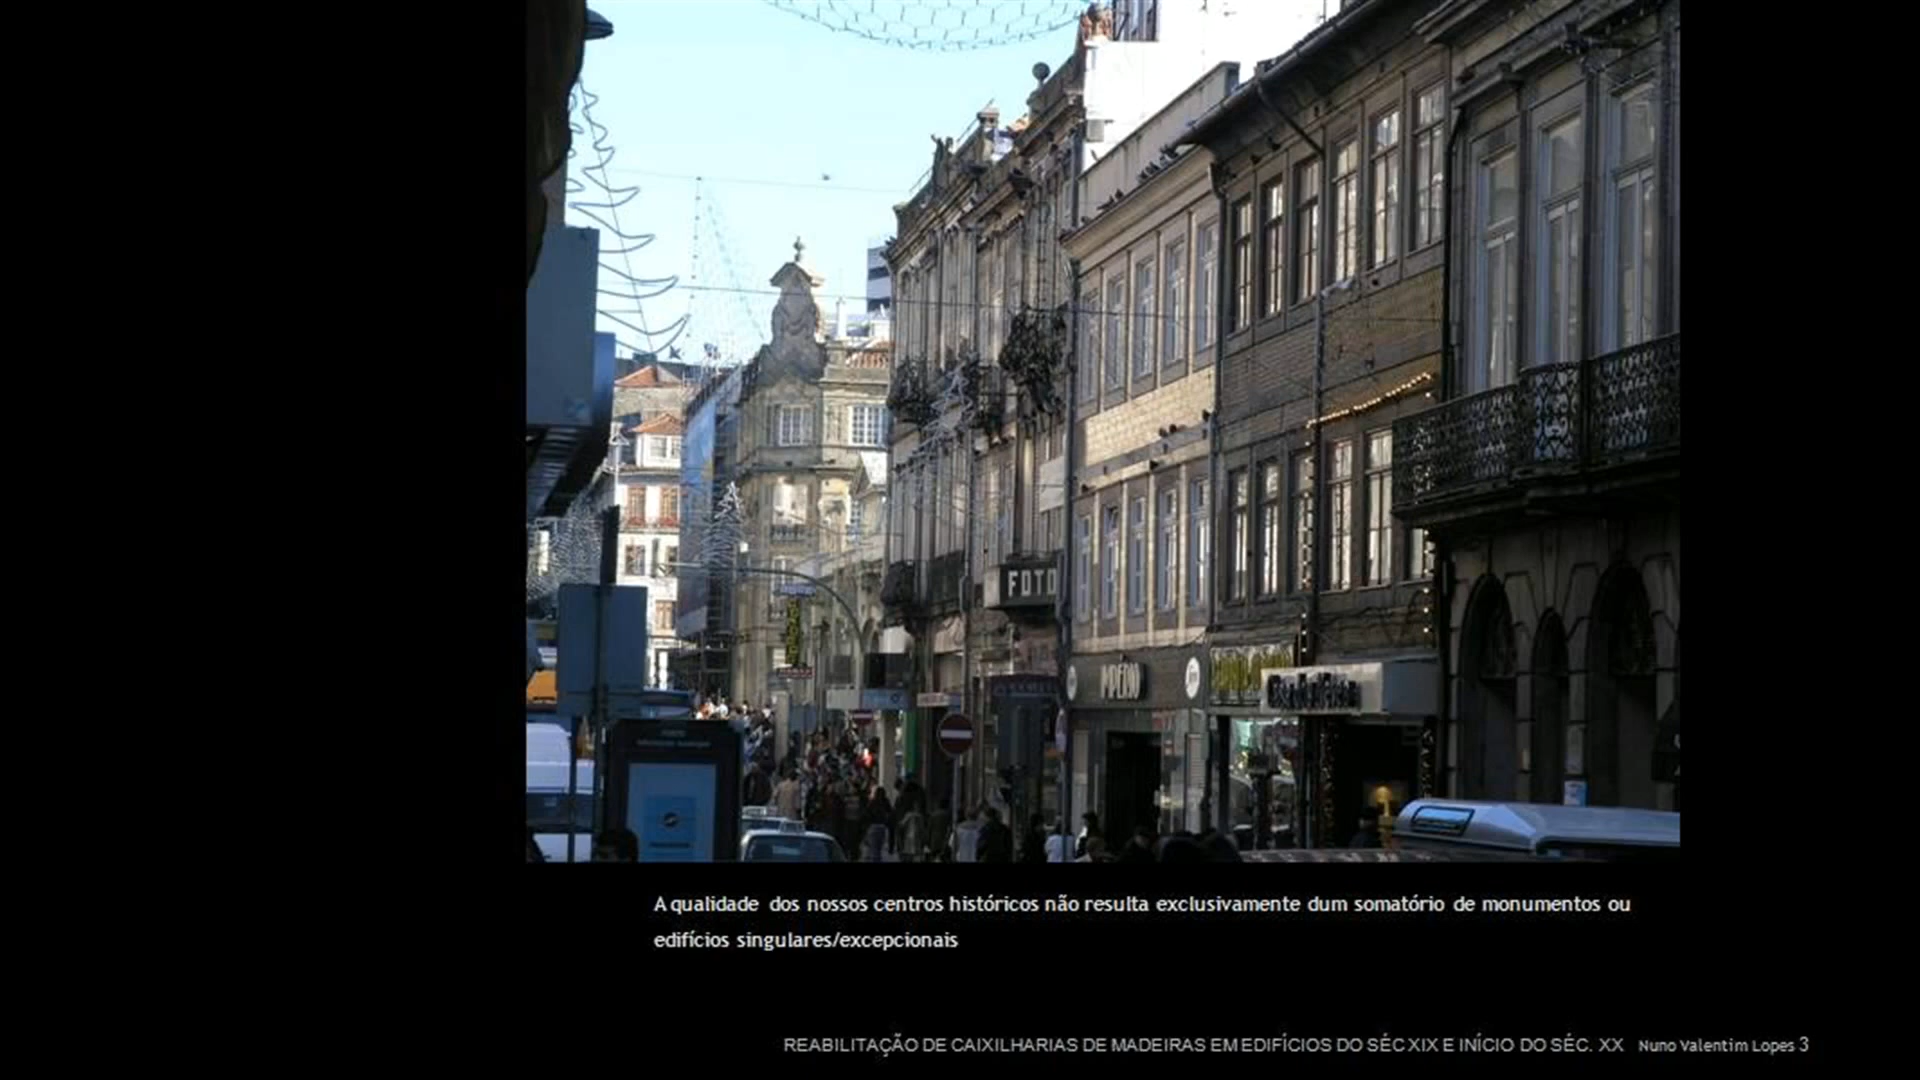 FOTO
IMPÉRIO
A qualidade dos nossos centros históricos não resulta exclusivamente dum somatório de monumentos ou
edifícios singulares/excepcionais
REABILITAÇÃO DE CAIXILHARIAS DE MADEIRAS EM EDIFÍCIOS DO SÉC XIX E INÍCIO DO SÉC. XX Nuno Valentim Lopes 3